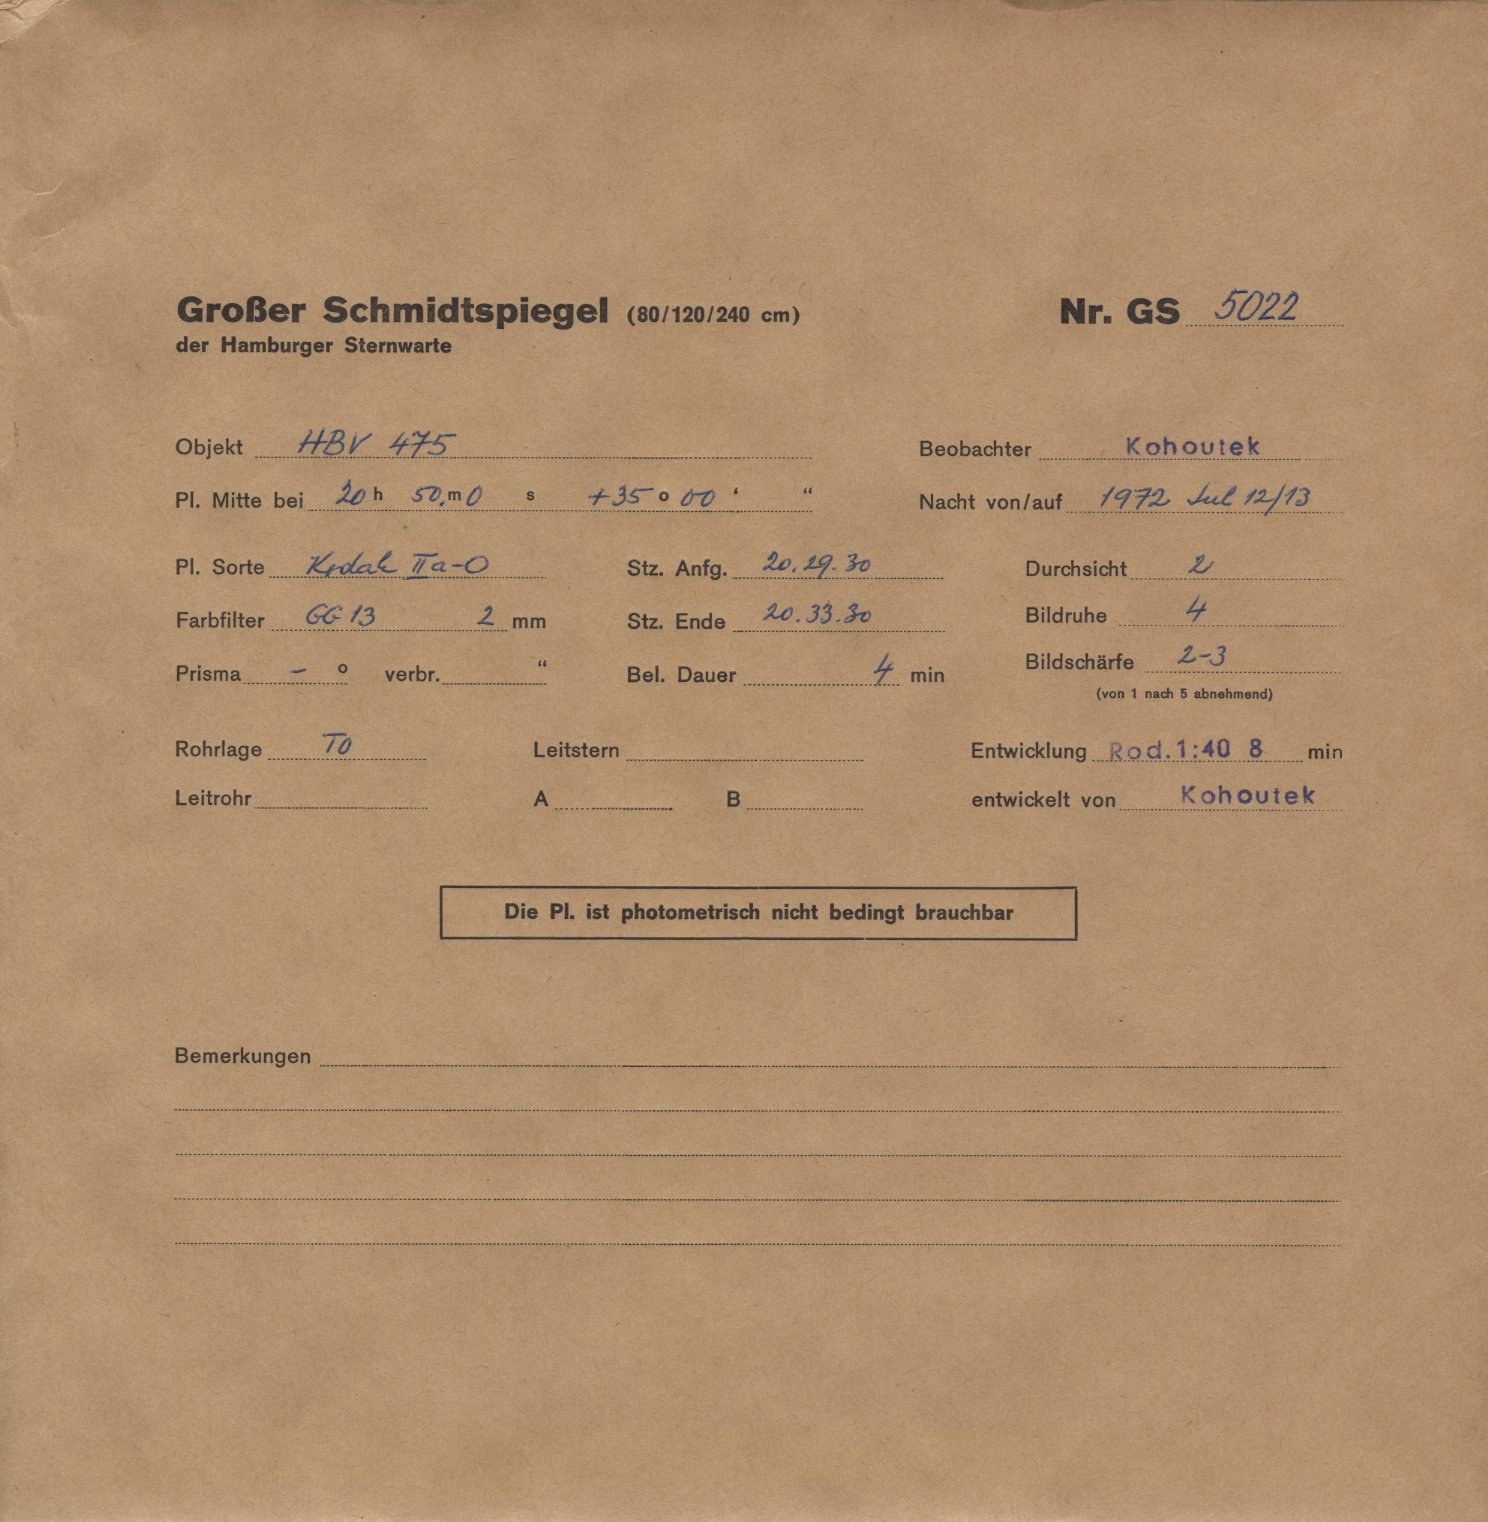 Großer Schmidtspiegel (80/120/240 cm) Nr. GS 5022
der Hamburger Sternwarte
Objekt HBV 475 Beobachter Kohoutek
Pl. Mitte bei 20 h 50. m 0 s +35 o 00 ‘ “ Nacht von/auf 1972 Jul 12/13
Pl. Sorte Kodak IIa-O Stz. Anfg. 20.29.30 Durchsicht 2
Farbfilter GG 13 2 mm Stz. Ende 20.33.30 Bildruhe 4
Prisma – o verbr. “ Bel. Dauer 4 min Bildschärfe 2-3
(von 1 nach 5 abnehmend)
Rohrlage TO Leitstern Entwicklung Rod. 1:40 8 min
Leitrohr A B entwickelt von Kohoutek
Die Pl. ist photometrisch nicht bedingt brauchbar
Bemerkungen